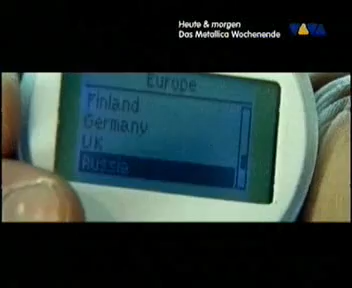 Heute & morgen
Das Metallica Wochenende
VIVA
Europe
Finland
Germany
UK
Russia